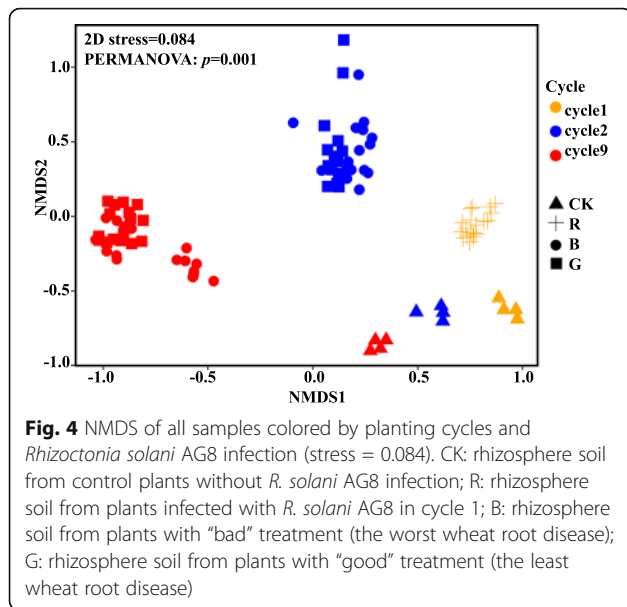 2D stress=0.084
PERMANOVA: p=0.001
1.0
0.5
0.0
-0.5
-1.0
NMDS2
-1.0 -0.5 0.0 0.5 1.0
NMDS1
Cycle
cycle1
cycle2
cycle9
CK
R
B
G
Fig. 4 NMDS of all samples colored by planting cycles and
Rhizoctonia solani AG8 infection (stress = 0.084). CK: rhizosphere soil
from control plants without R. solani AG8 infection; R: rhizosphere
soil from plants infected with R. solani AG8 in cycle 1; B: rhizosphere
soil from plants with “bad” treatment (the worst wheat root disease);
G: rhizosphere soil from plants with “good” treatment (the least
wheat root disease)